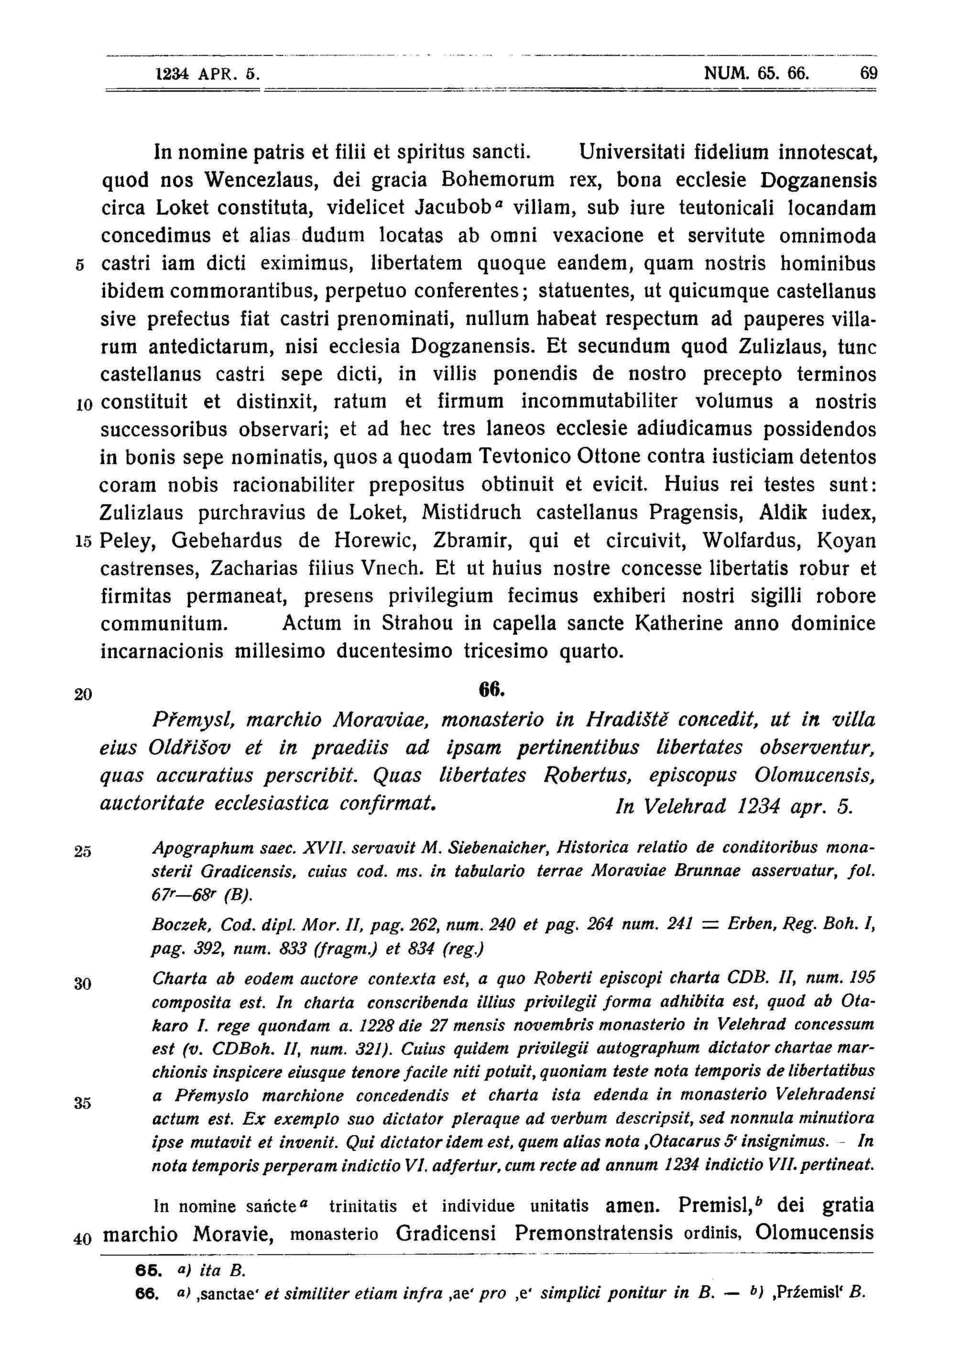 1234 APR. 5. NUM. 65. 66. 69
In nomine patris et filii et spiritus sancti. Universitati fidelium innotescat,
quod nos Wencezlaus, dei gracia Bohemorum rex, bona ecclesie Dogzanensis
circa Loket constituta, videlicet Jacubob a villam, sub iure teutonicali locandam
concedimus et alias dudum locatas ab omni vexacione et servitute omnimoda
5 castri iam dicti eximimus, libertatem quoque eandem, quam nostris hominibus
ibidem commorantibus, perpetuo conferentes; statuentes, ut quicumque castellanus
sive prefectus fiat castri prenominati, nullum habeat respectum ad pauperes villa-
rum antedictarum, nisi ecclesia Dogzanensis. Et secundum quod Zulizlaus, tunc
castellanus castri sepe dicti, in villis ponendis de nostro precepto terminos
10 constituit et distinxit, ratum et firmum incommutabiliter volumus a nostris
successoribus observari; et ad hec tres laneos ecclesie adiudicamus possidendos
in bonis sepe nominatis, quos a quodam Tevtonico Ottone contra iusticiam detentos
coram nobis racionabiliter prepositus obtinuit et evicit. Huius rei testes sunt:
Zulizlaus purchravius de Loket, Mistidruch castellanus Pragensis, Aldik iudex,
15 Peley, Gebehardus de Horewic, Zbramir, qui et circuivit, Wolfardus, Koyan
castrenses, Zacharias filius Vnech. Et ut huius nostre concesse libertatis robur et
firmitas permaneat, presens privilegium fecimus exhiberi nostri sigilli robore
communitum. Actum in Strahou in capella sancte Katherine anno dominice
incarnacionis millesimo ducentesimo tricesimo quarto.
20 66.
Přemysl, marchio Moraviae, monasterio in Hradiště concedit, ut in villa
eius Oldřišov et in praediis ad ipsam pertinentibus libertates observentur,
quas accuratius perscribit. Quas libertates Robertus, episcopus Olomucensis,
auctoritate ecclesiastica confirmat. In Velehrad 1234 apr. 5.
25 Apographum saec. XVII. servavit M. Siebenaicher, Historica relatio de conditoribus mona-
sterii Gradicensis, cuius cod. ms. in tabulario terrae Moraviae Brunnae asservatur, fol.
67r—68r (B).
Boczek, Cod. dipl. Mor. II, pag. 262, num. 240 et pag. 264 num. 241 = Erben, Reg. Boh. I,
pag. 392, num. 833 (fragm.) et 834 (reg.)
30 Charta ab eodem auctore contexta est, a quo Roberti episcopi charta CDB. II, num. 195
composita est. In charta conscribenda illius privilegii forma adhibita est, quod ab Ota-
karo I. rege quondam a. 1228 die 27 mensis novembris monasterio in Velehrad concessum
est (v. CDBoh. II, num. 321). Cuius quidem privilegii autographum dictator chartae mar-
chionis inspicere eiusque tenore facile niti potuit, quoniam teste nota temporis de libertatibus
35 a Přemyslo marchione concedendis et charta ista edenda in monasterio Velehradensi
actum est. Ex exemplo suo dictator pleraque ad verbum descripsit, sed nonnula minutiora
ipse mutavit et invenit. Qui dictator idem est, quem alias nota ‚Otacarus 5‘ insignimus. – In
nota temporis perperam indictio VI. adfertur, cum recte ad annum 1234 indictio VII. pertineat.
In nomine sancte a trinitatis et individue unitatis amen. Premisl, b dei gratia
40 marchio Moravie, monasterio Gradicensi Premonstratensis ordinis, Olomucensis
65. a) ita B.
66. a) ‚sanctae‘ et similiter etiam infra ‚ae‘ pro ‚e‘ simplici ponitur in B. — b) ‚Pržemisl‘ B.